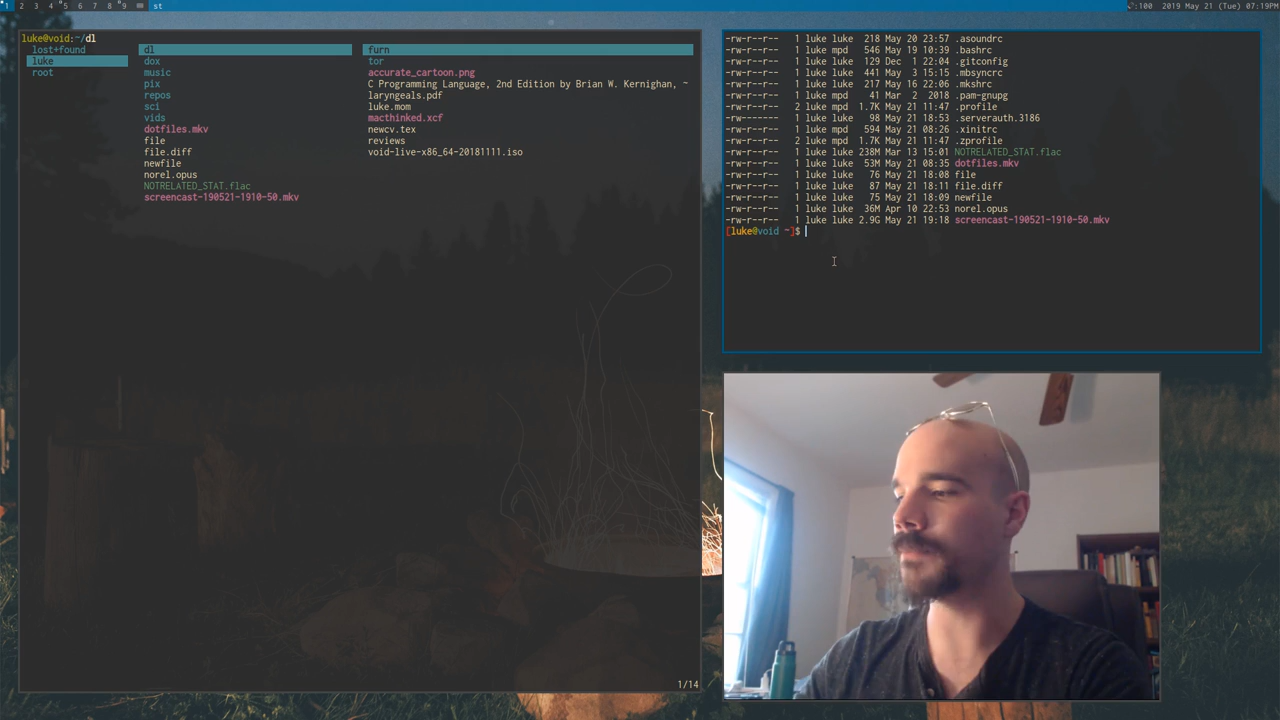 1 2 3 4 5 6 7 8 9 st :100 2019 May 21 (Tue) 07:19PM
luke@void:~/dl
lost+found
luke
root
dl
dox
music
pix
repos
sci
vids
dotfiles.mkv
file
file.diff
newfile
norel.opus
NOTRELATED_STAT.flac
screencast-190521-1910-50.mkv
furn
tor
accurate_cartoon.png
C Programming Language, 2nd Edition by Brian W. Kernighan, ~
laryngeals.pdf
luke.mom
macthinked.xcf
newcv.tex
reviews
void-live-x86_64-20181111.iso
1/14
-rw-r--r-- 1 luke luke 218 May 20 23:57 .asoundrc
-rw-r--r-- 1 luke mpd 546 May 19 10:39 .bashrc
-rw-r--r-- 1 luke luke 129 Dec 1 22:04 .gitconfig
-rw-r--r-- 1 luke mpd 441 May 3 15:15 .mbsyncrc
-rw-r--r-- 1 luke luke 217 May 16 22:06 .mkshrc
-rw-r--r-- 1 luke mpd 41 Mar 2 2018 .pam-gnupg
-rw-r--r-- 2 luke mpd 1.7K May 21 11:47 .profile
-rw------- 1 luke luke 98 May 21 18:53 .serverauth.3186
-rw-r--r-- 1 luke mpd 594 May 21 08:26 .xinitrc
-rw-r--r-- 2 luke mpd 1.7K May 21 11:47 .zprofile
-rw-r--r-- 1 luke luke 238M Mar 13 15:01 NOTRELATED_STAT.flac
-rw-r--r-- 1 luke luke 53M May 21 08:35 dotfiles.mkv
-rw-r--r-- 1 luke luke 76 May 21 18:08 file
-rw-r--r-- 1 luke luke 87 May 21 18:11 file.diff
-rw-r--r-- 1 luke luke 75 May 21 18:09 newfile
-rw-r--r-- 1 luke luke 36M Apr 10 22:53 norel.opus
-rw-r--r-- 1 luke luke 2.9G May 21 19:18 screencast-190521-1910-50.mkv
[luke@void ~]$